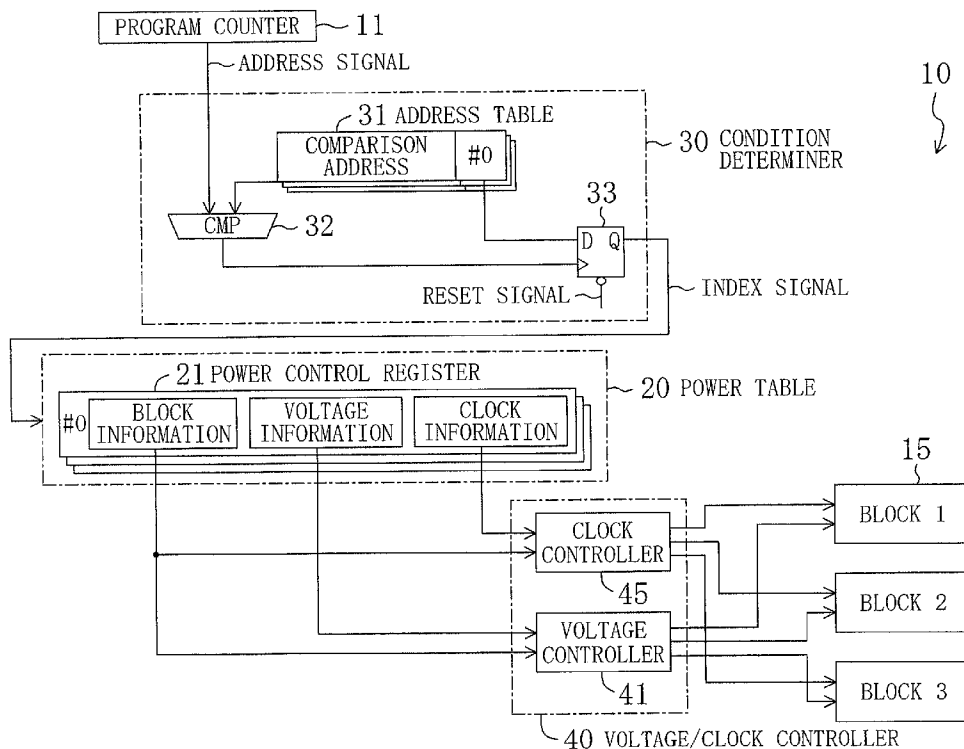 PROGRAM COUNTER 11
ADDRESS SIGNAL
10
31 ADDRESS TABLE
COMPARISON ADDRESS #0
30 CONDITION DETERMINER
33
CMP 32
D Q
RESET SIGNAL
INDEX SIGNAL
21 POWER CONTROL REGISTER
20 POWER TABLE
#0 BLOCK INFORMATION
VOLTAGE INFORMATION
CLOCK INFORMATION
15
BLOCK 1
CLOCK CONTROLLER
45
BLOCK 2
VOLTAGE CONTROLLER
41
BLOCK 3
40 VOLTAGE/CLOCK CONTROLLER